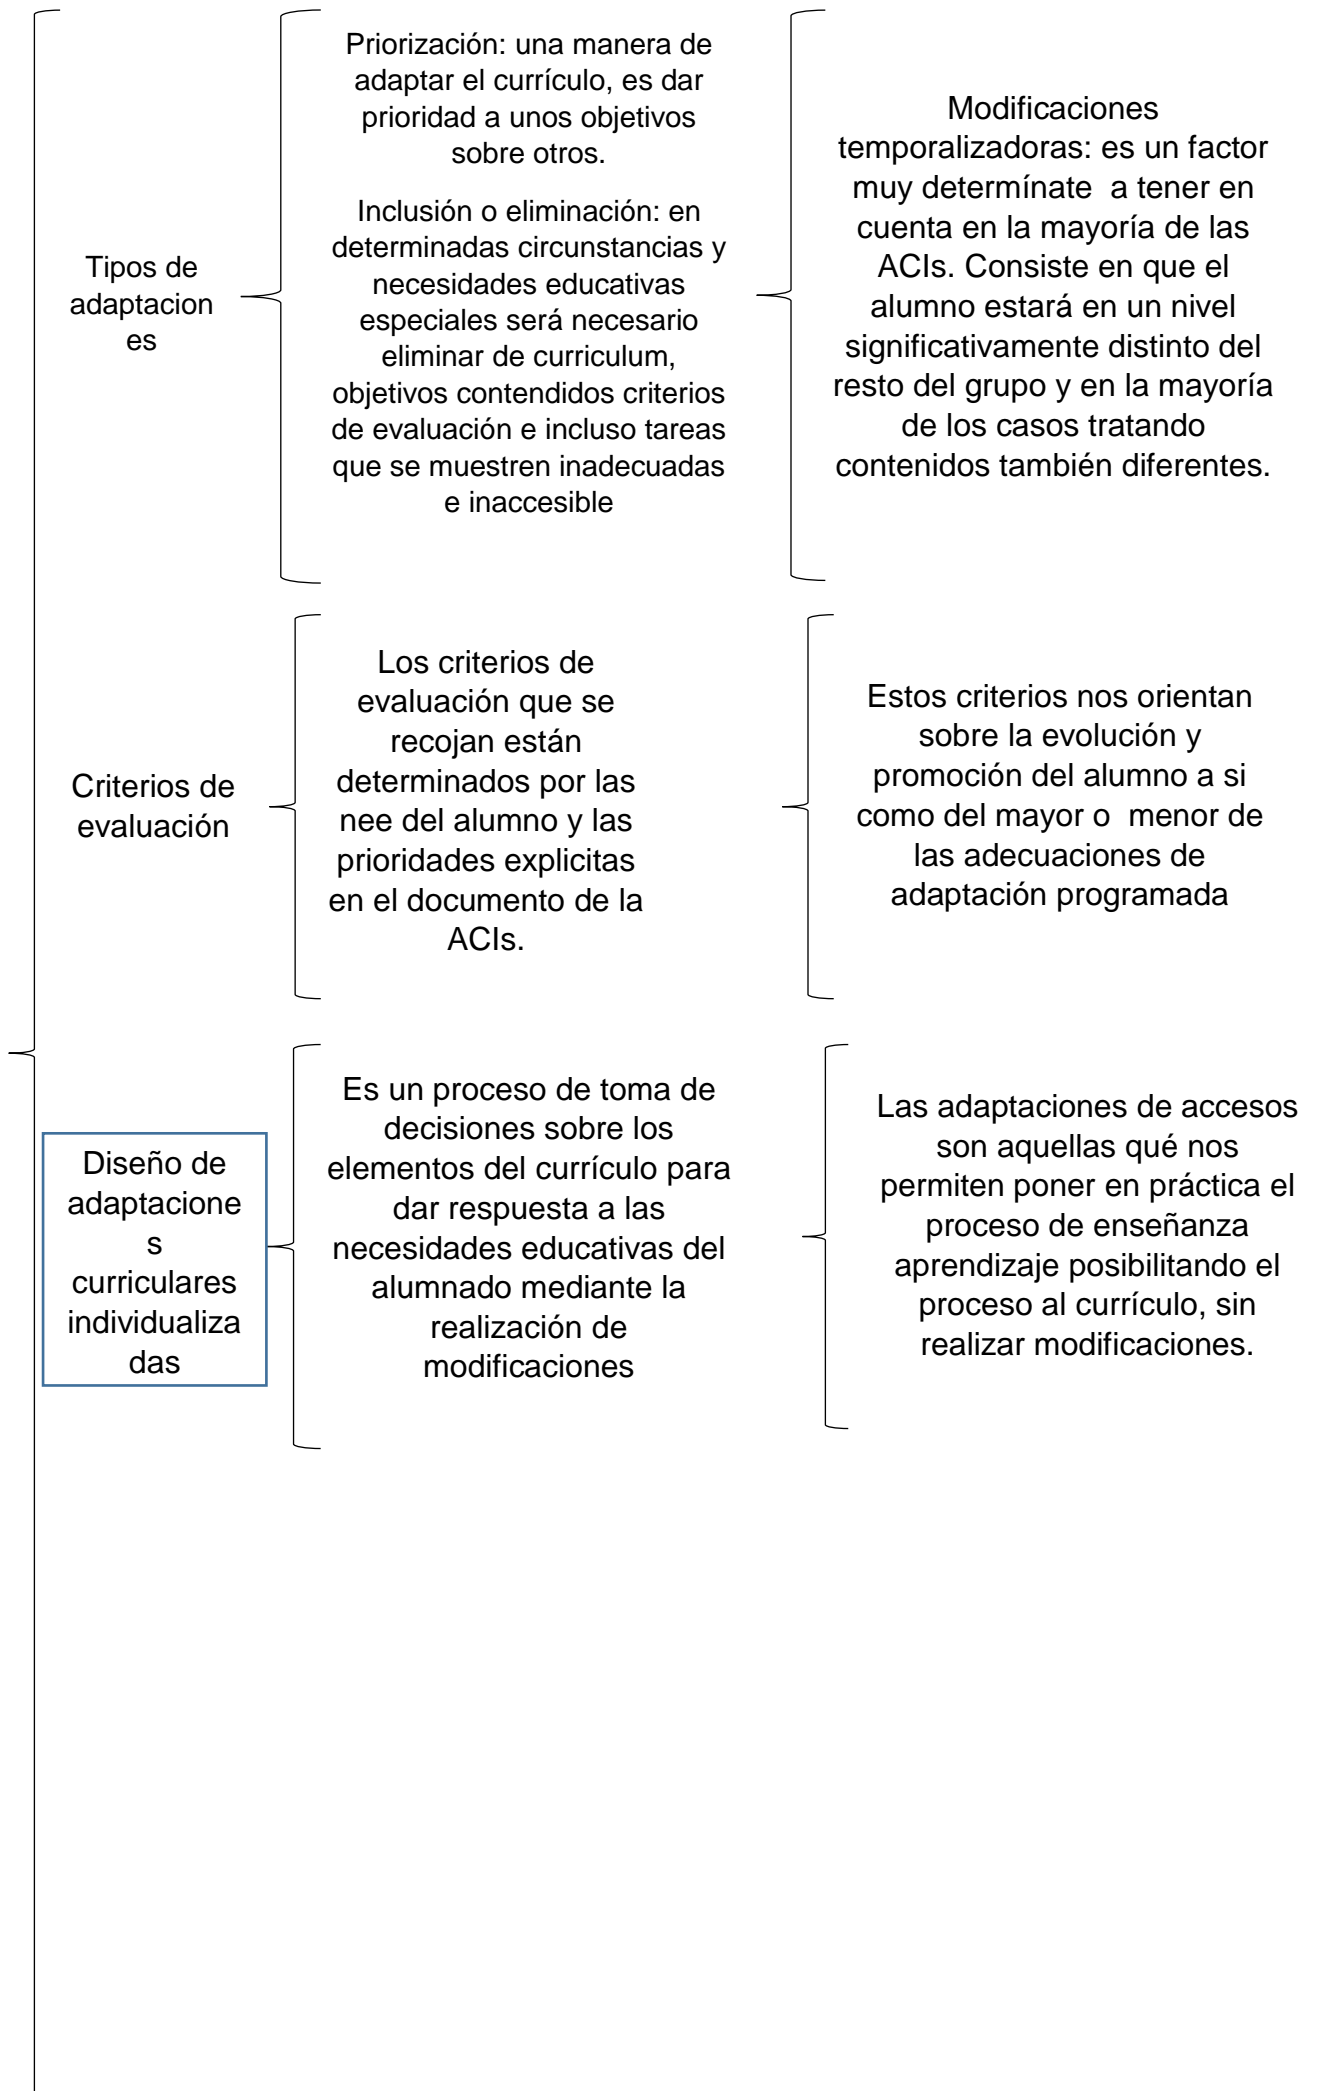 Tipos de
adaptacion
es
Priorización: una manera de
adaptar el currículo, es dar
prioridad a unos objetivos
sobre otros.
Inclusión o eliminación: en
determinadas circunstancias y
necesidades educativas
especiales será necesario
eliminar de curriculum,
objetivos contendidos criterios
de evaluación e incluso tareas
que se muestren inadecuadas
e inaccesible
Modificaciones
temporalizadoras: es un factor
muy determínate  a tener en
cuenta en la mayoría de las
ACIs. Consiste en que el
alumno estará en un nivel
significativamente distinto del
resto del grupo y en la mayoría
de los casos tratando
contenidos también diferentes.
Criterios de
evaluación
Los criterios de
evaluación que se
recojan están
determinados por las
nee del alumno y las
prioridades explicitas
en el documento de la
ACIs.
Estos criterios nos orientan
sobre la evolución y
promoción del alumno a si
como del mayor o  menor de
las adecuaciones de
adaptación programada
Diseño de
adaptacione
s
curriculares
individualiza
das
Es un proceso de toma de
decisiones sobre los
elementos del currículo para
dar respuesta a las
necesidades educativas del
alumnado mediante la
realización de
modificaciones
Las adaptaciones de accesos
son aquellas qué nos
permiten poner en práctica el
proceso de enseñanza
aprendizaje posibilitando el
proceso al currículo, sin
realizar modificaciones.